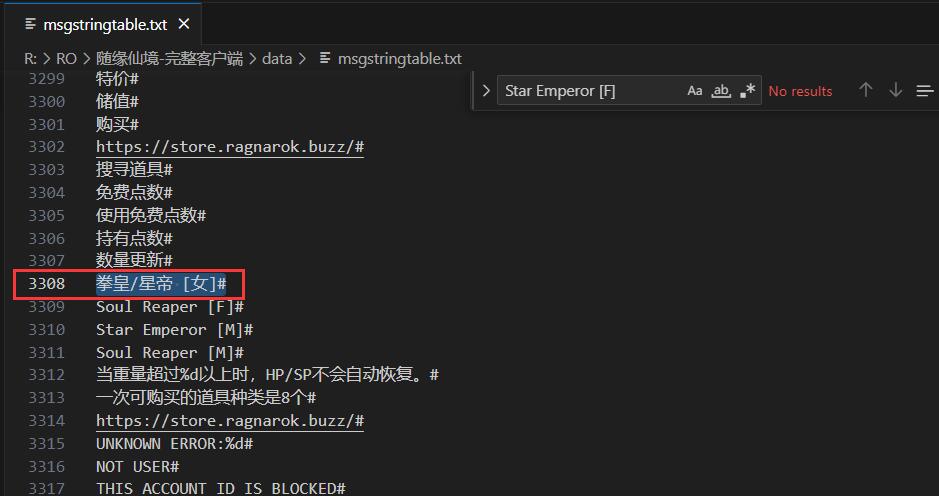 msgstringtable.txt
R: > RO > 随缘仙境-完整客户端 > data > msgstringtable.txt
Star Emperor [F] Aa ab .* No results
3299 特价#
3300 储值#
3301 购买#
3302 https://store.ragnarok.buzz/#
3303 搜寻道具#
3304 免费点数#
3305 使用免费点数#
3306 持有点数#
3307 数量更新#
3308 拳皇/星帝 [女]#
3309 Soul Reaper [F]#
3310 Star Emperor [M]#
3311 Soul Reaper [M]#
3312 当重量超过%d以上时，HP/SP不会自动恢复。#
3313 一次可购买的道具种类是8个#
3314 https://store.ragnarok.buzz/#
3315 UNKNOWN ERROR:%d#
3316 NOT USER#
3317 THIS ACCOUNT ID IS BLOCKED#